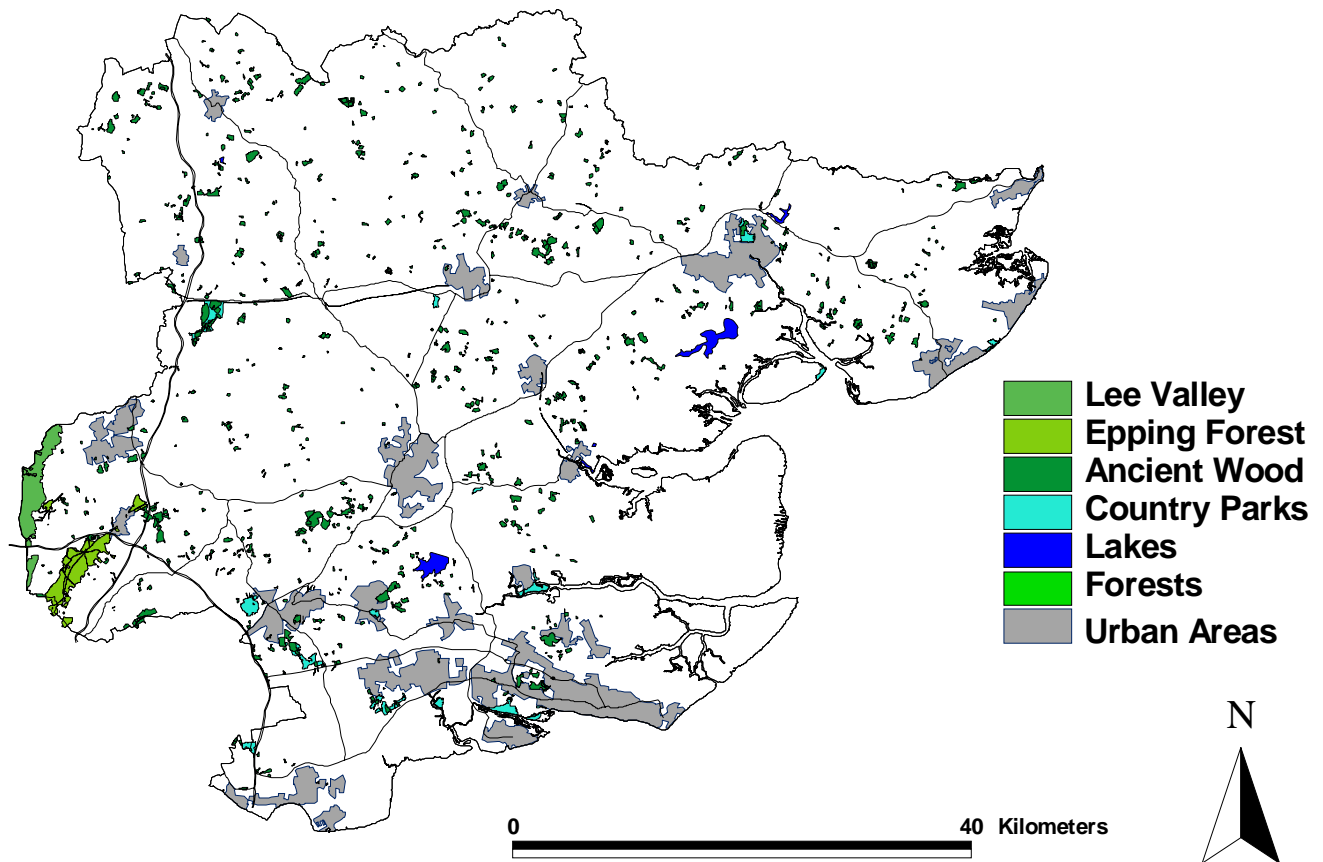 Lee Valley
Epping Forest
Ancient Wood
Country Parks
Lakes
Forests
Urban Areas
N
0 40 Kilometers